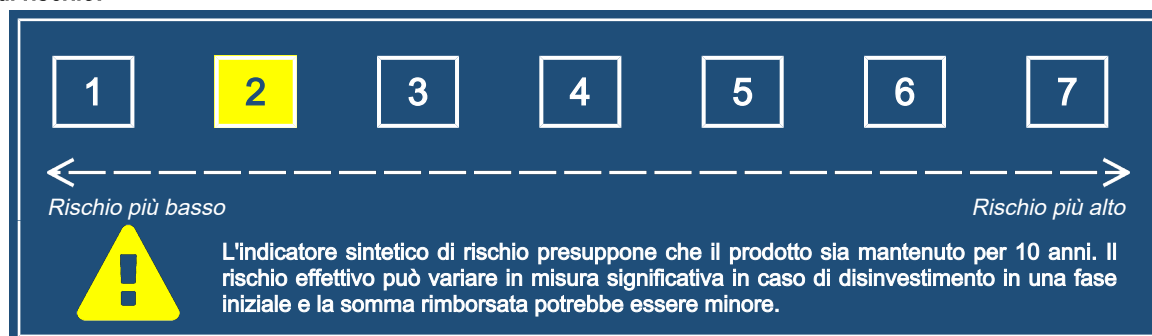 1 2 3 4 5 6 7
Rischio più basso Rischio più alto
L'indicatore sintetico di rischio presuppone che il prodotto sia mantenuto per 10 anni. Il
rischio effettivo può variare in misura significativa in caso di disinvestimento in una fase
iniziale e la somma rimborsata potrebbe essere minore.